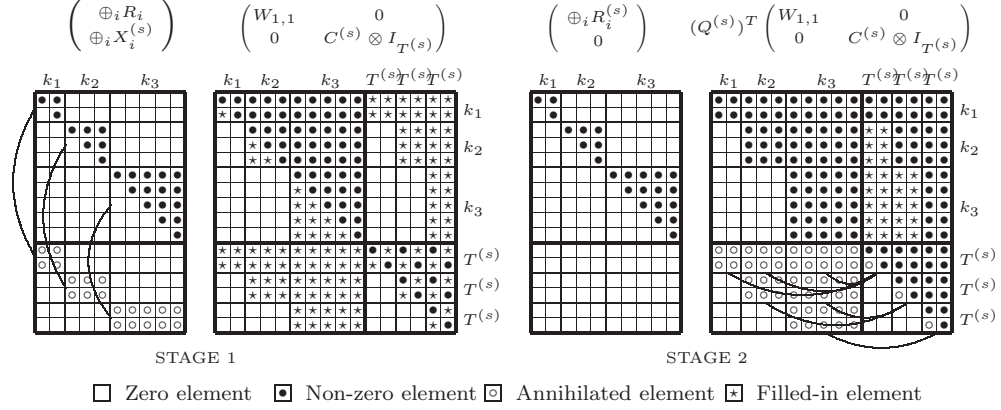 ( ⊕_i R_i
⊕_i X_i^{(s)} )
( W_{1,1} 0
0 C^{(s)} ⊗ I_{T^{(s)}} )
( ⊕_i R_i^{(s)}
0 )
(Q^{(s)})^T ( W_{1,1} 0
0 C^{(s)} ⊗ I_{T^{(s)}} )
k_1 k_2 k_3
k_1 k_2 k_3 T^{(s)} T^{(s)} T^{(s)}
k_1
k_2
k_3
T^{(s)}
T^{(s)}
T^{(s)}
k_1 k_2 k_3
k_1 k_2 k_3 T^{(s)} T^{(s)} T^{(s)}
k_1
k_2
k_3
T^{(s)}
T^{(s)}
T^{(s)}
STAGE 1
STAGE 2
Zero element Non-zero element Annihilated element Filled-in element